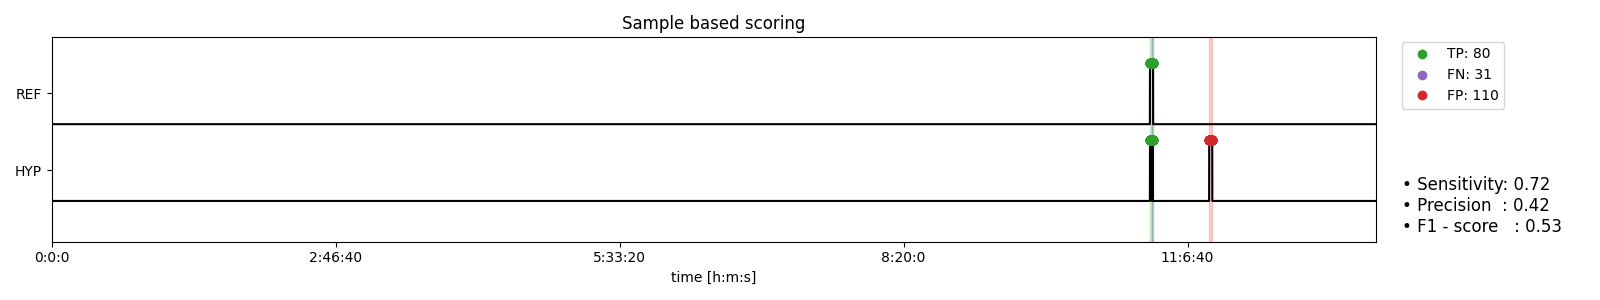 Sample based scoring
REF
HYP
0:0:0
2:46:40
5:33:20
8:20:0
11:6:40
time [h:m:s]
TP: 80
FN: 31
FP: 110
• Sensitivity: 0.72
• Precision : 0.42
• F1 - score : 0.53